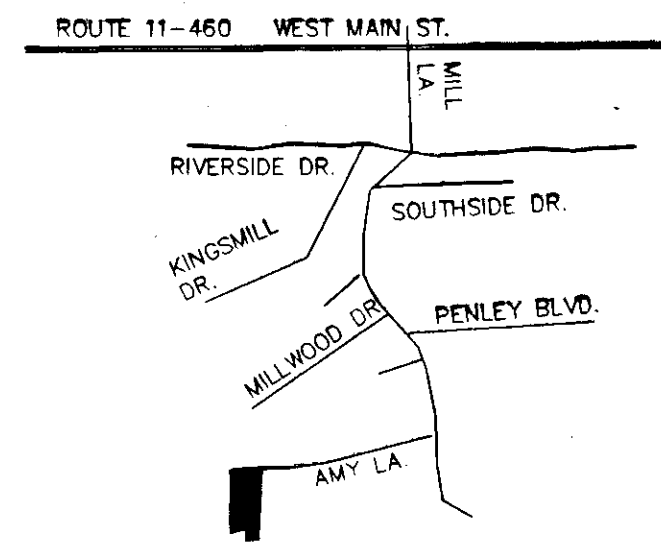 ROUTE 11-460 WEST MAIN ST.
MILL
LA.
RIVERSIDE DR.
SOUTHSIDE DR.
KINGSMILL
DR.
PENLEY BLVD.
MILLWOOD DR.
AMY LA.